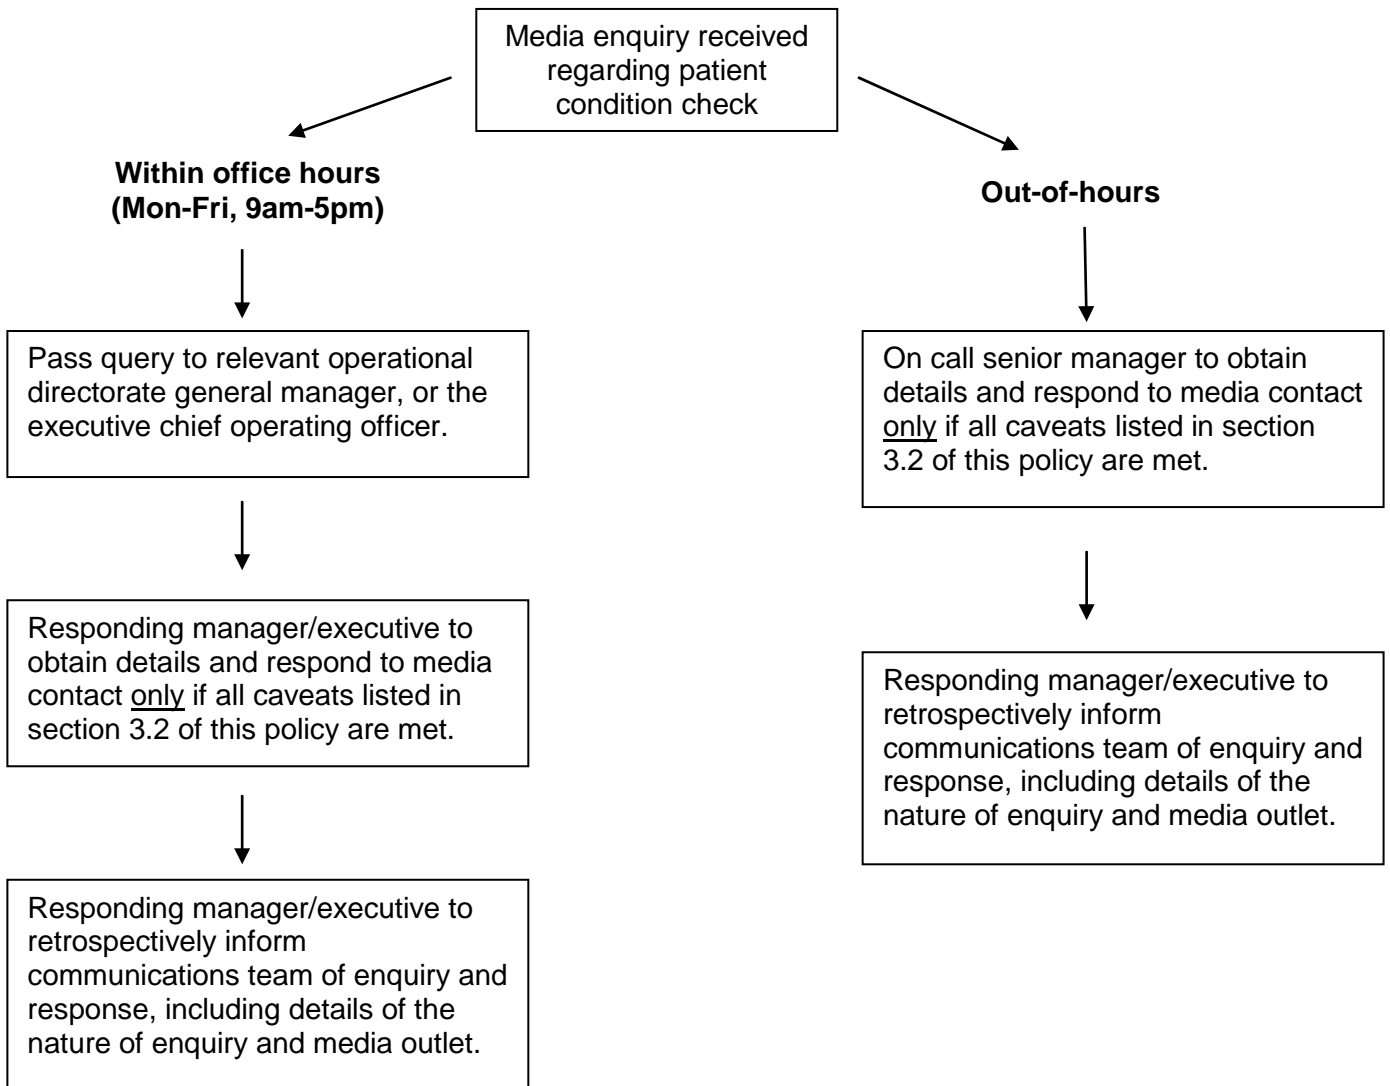 Media enquiry received
regarding patient
condition check
Within office hours
(Mon-Fri, 9am-5pm)
Pass query to relevant operational
directorate general manager, or the
executive chief operating officer.
Responding manager/executive to
obtain details and respond to media
contact only if all caveats listed in
section 3.2 of this policy are met.
Responding manager/executive to
retrospectively inform
communications team of enquiry and
response, including details of the
nature of enquiry and media outlet.
Out-of-hours
On call senior manager to obtain
details and respond to media contact
only if all caveats listed in section
3.2 of this policy are met.
Responding manager/executive to
retrospectively inform
communications team of enquiry and
response, including details of the
nature of enquiry and media outlet.